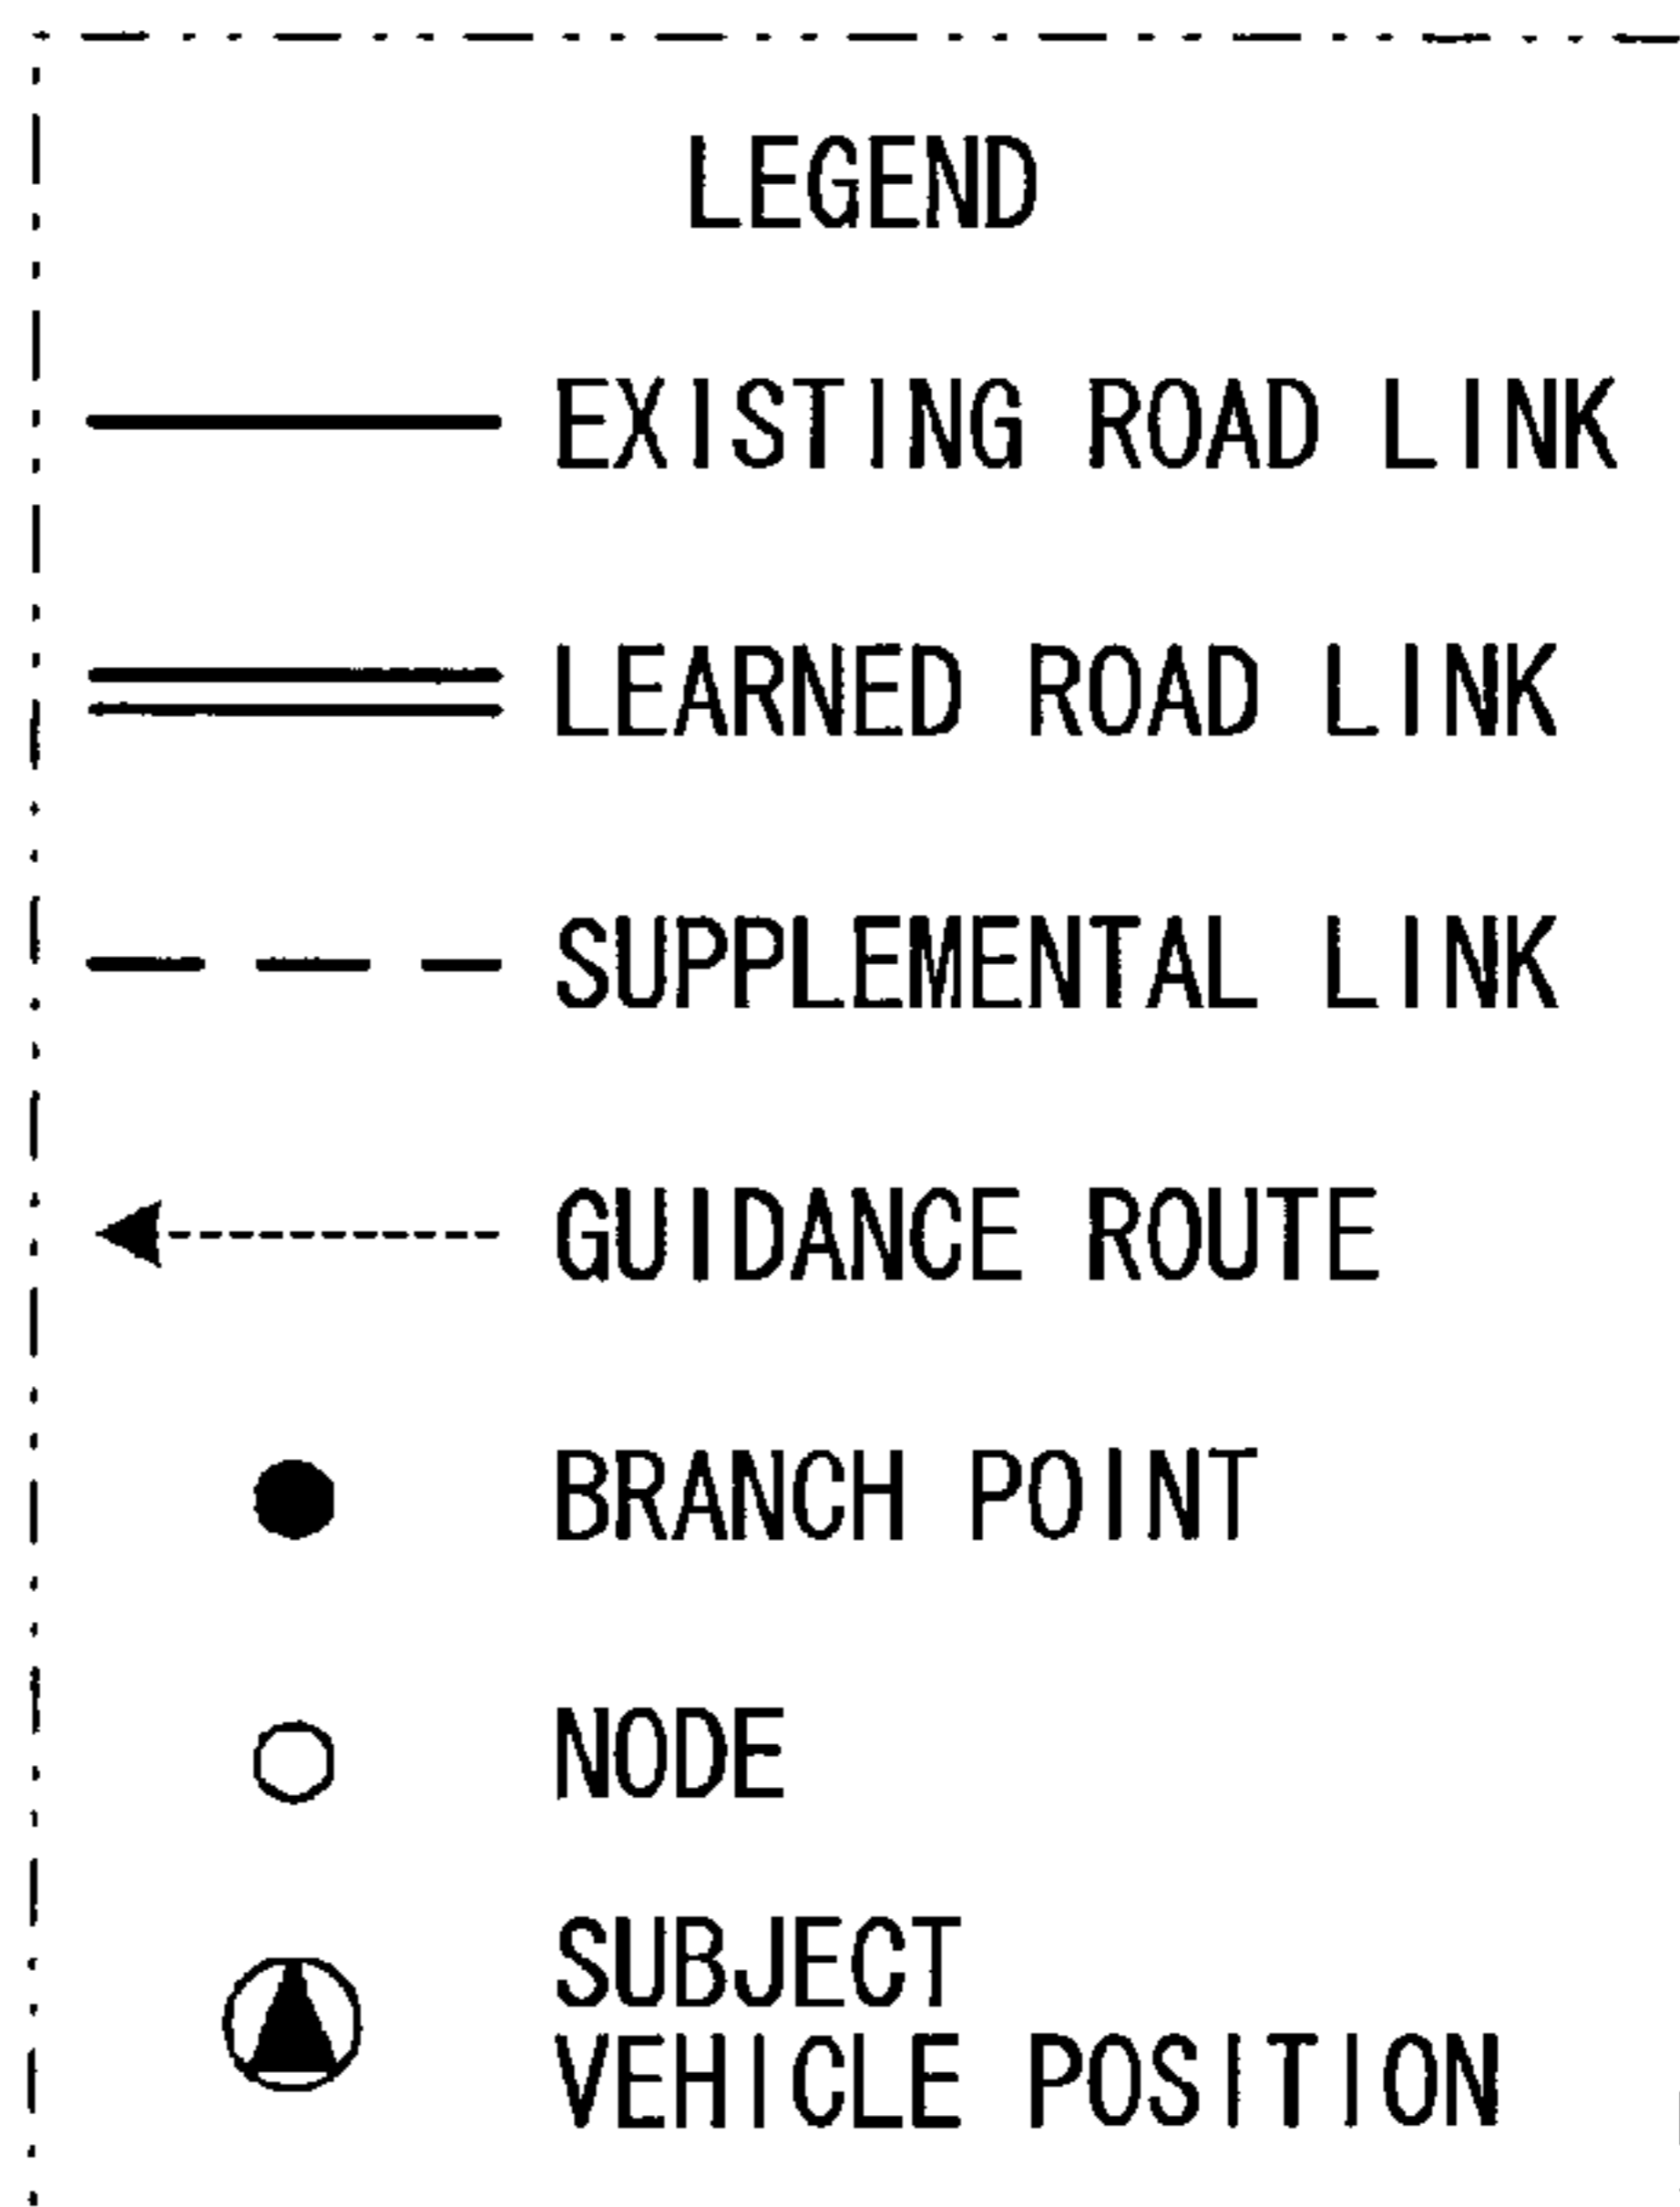 LEGEND
EXISTING ROAD LINK
LEARNED ROAD LINK
SUPPLEMENTAL LINK
GUIDANCE ROUTE
BRANCH POINT
NODE
SUBJECT
VEHICLE POSITION